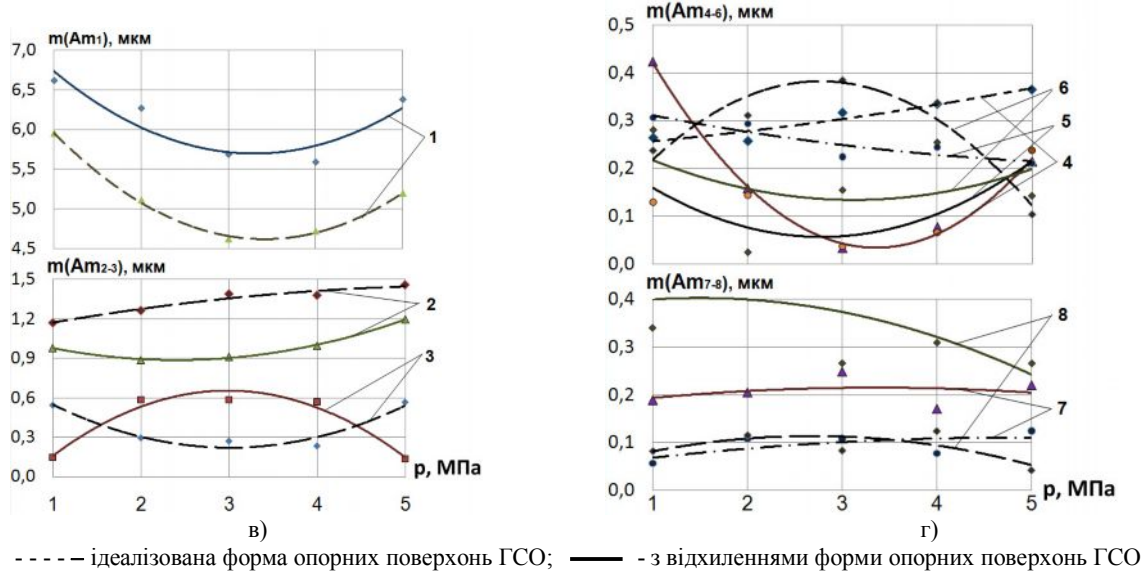 m(Am1), мкм
7,0
6,5
6,0
5,5
5,0
4,5
1
m(Am2-3), мкм
1,5
1,2
0,9
0,6
0,3
0,0
2
3
р, МПа
1 2 3 4 5
в)
m(Am4-6), мкм
0,5
0,4
0,3
0,2
0,1
0,0
6
5
4
m(Am7-8), мкм
0,4
0,3
0,2
0,1
0,0
8
7
р, МПа
1 2 3 4 5
г)
- - - - – ідеалізована форма опорних поверхонь ГСО; —— - з відхиленнями форми опорних поверхонь ГСО